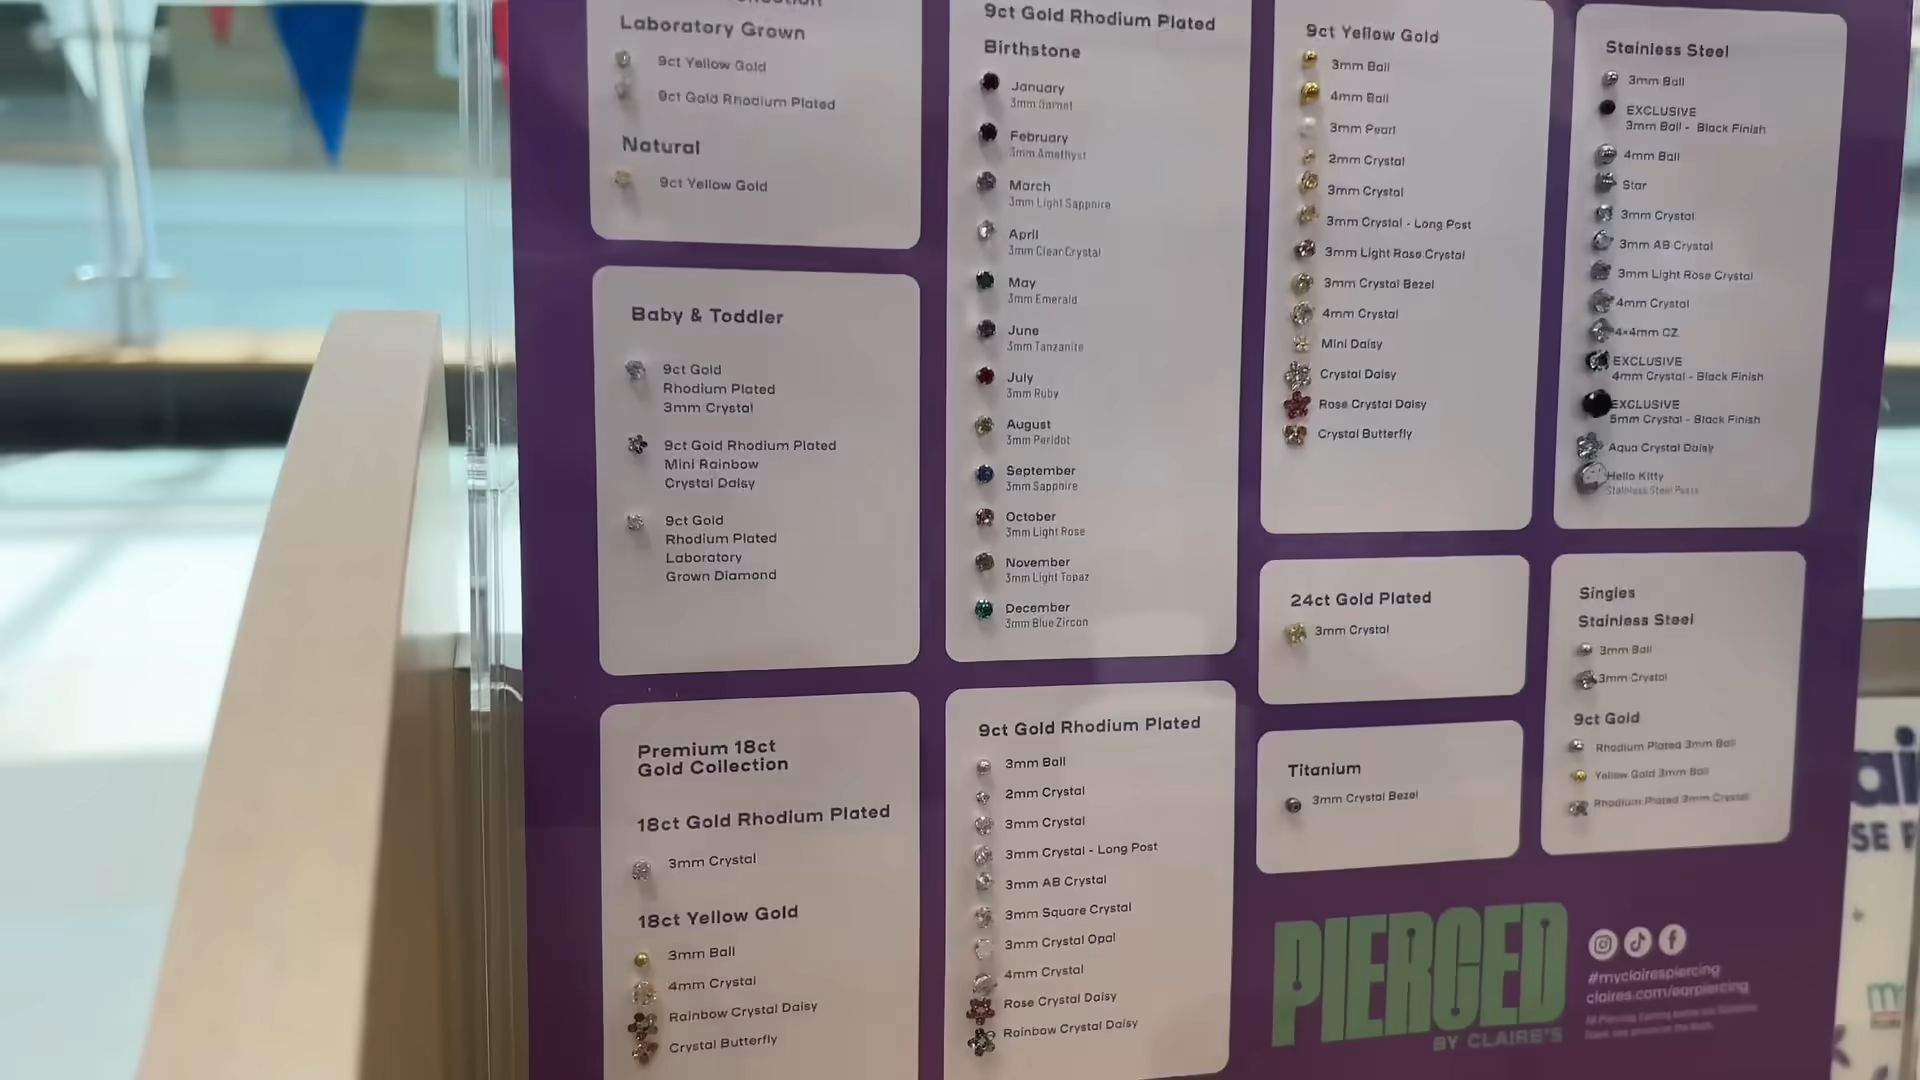 Laboratory Grown
9ct Yellow Gold
9ct Gold Rhodium Plated
Natural
9ct Yellow Gold
Baby & Toddler
9ct Gold
Rhodium Plated
3mm Crystal
9ct Gold Rhodium Plated
Mini Rainbow
Crystal Daisy
9ct Gold
Rhodium Plated
Laboratory
Grown Diamond
Premium 18ct
Gold Collection
18ct Gold Rhodium Plated
3mm Crystal
18ct Yellow Gold
3mm Ball
4mm Crystal
Rainbow Crystal Daisy
Crystal Butterfly
9ct Gold Rhodium Plated
Birthstone
January
3mm Garnet
February
3mm Amethyst
March
3mm Light Sapphire
April
3mm Clear Crystal
May
3mm Emerald
June
3mm Tanzanite
July
3mm Ruby
August
3mm Peridot
September
3mm Sapphire
October
3mm Light Rose
November
3mm Light Topaz
December
3mm Blue Zircon
9ct Gold Rhodium Plated
3mm Ball
2mm Crystal
3mm Crystal
3mm Crystal - Long Post
3mm AB Crystal
3mm Square Crystal
3mm Crystal Opal
4mm Crystal
Rose Crystal Daisy
Rainbow Crystal Daisy
9ct Yellow Gold
3mm Ball
4mm Ball
3mm Pearl
2mm Crystal
3mm Crystal
3mm Crystal - Long Post
3mm Light Rose Crystal
3mm Crystal Bezel
4mm Crystal
Mini Daisy
Crystal Daisy
Rose Crystal Daisy
Crystal Butterfly
24ct Gold Plated
3mm Crystal
Titanium
3mm Crystal Bezel
Stainless Steel
3mm Ball
EXCLUSIVE
3mm Ball - Black Finish
4mm Ball
Star
3mm Crystal
3mm AB Crystal
3mm Light Rose Crystal
4mm Crystal
4x4mm CZ
EXCLUSIVE
4mm Crystal - Black Finish
EXCLUSIVE
5mm Crystal - Black Finish
Aqua Crystal Daisy
Hello Kitty
Stainless Steel Posts
Singles
Stainless Steel
3mm Ball
3mm Crystal
9ct Gold
Rhodium Plated 3mm Ball
Yellow Gold 3mm Ball
Rhodium Plated 3mm Crystal
PIERCED
BY CLAIRE'S
#myclairespiercing
claires.com/earpiercing